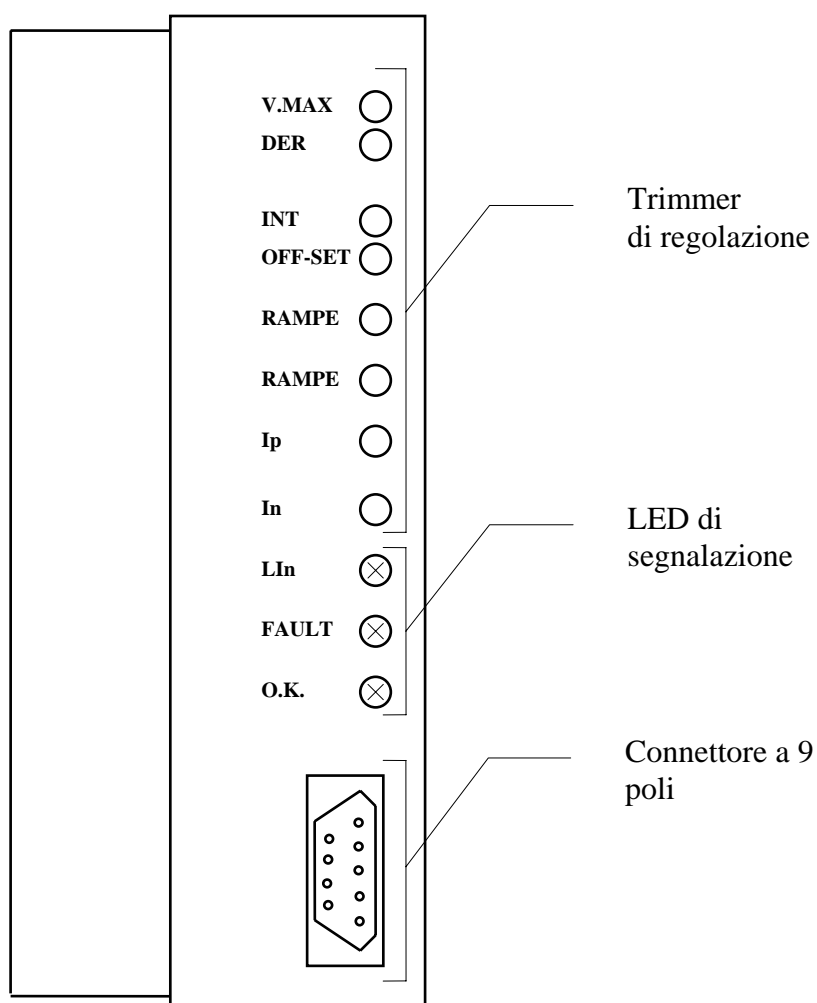 V.MAX
DER
INT
OFF-SET
RAMPE
RAMPE
Ip
In
LIn
FAULT
O.K.
Trimmer
di regolazione
LED di
segnalazione
Connettore a 9
poli